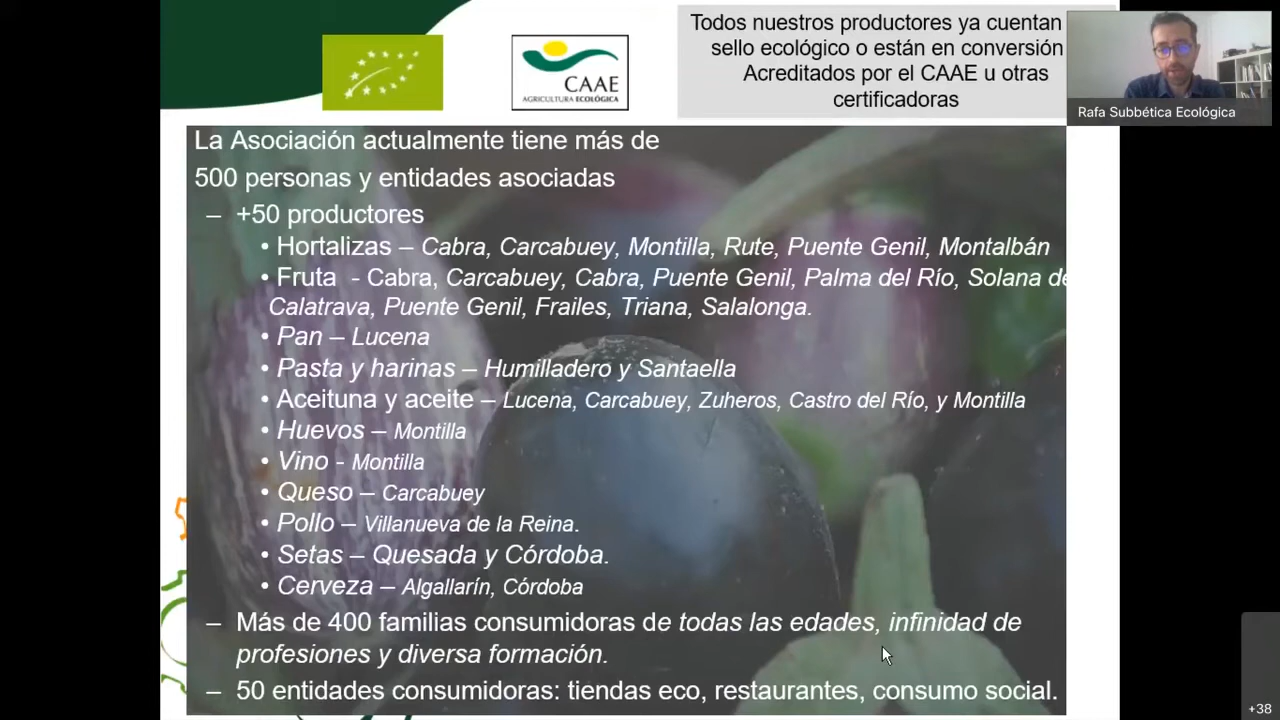 Todos nuestros productores ya cuentan
sello ecológico o están en conversión
Acreditados por el CAAE u otras
certificadoras
CAAE
AGRICULTURA ECOLÓGICA
Rafa Subbética Ecológica
La Asociación actualmente tiene más de
500 personas y entidades asociadas
– +50 productores
• Hortalizas – Cabra, Carcabuey, Montilla, Rute, Puente Genil, Montalbán
• Fruta - Cabra, Carcabuey, Cabra, Puente Genil, Palma del Río, Solana de
Calatrava, Puente Genil, Frailes, Triana, Salalonga.
• Pan – Lucena
• Pasta y harinas – Humilladero y Santaella
• Aceituna y aceite – Lucena, Carcabuey, Zuheros, Castro del Río, y Montilla
• Huevos – Montilla
• Vino - Montilla
• Queso – Carcabuey
• Pollo – Villanueva de la Reina.
• Setas – Quesada y Córdoba.
• Cerveza – Algallarín, Córdoba
– Más de 400 familias consumidoras de todas las edades, infinidad de
profesiones y diversa formación.
– 50 entidades consumidoras: tiendas eco, restaurantes, consumo social.
+38